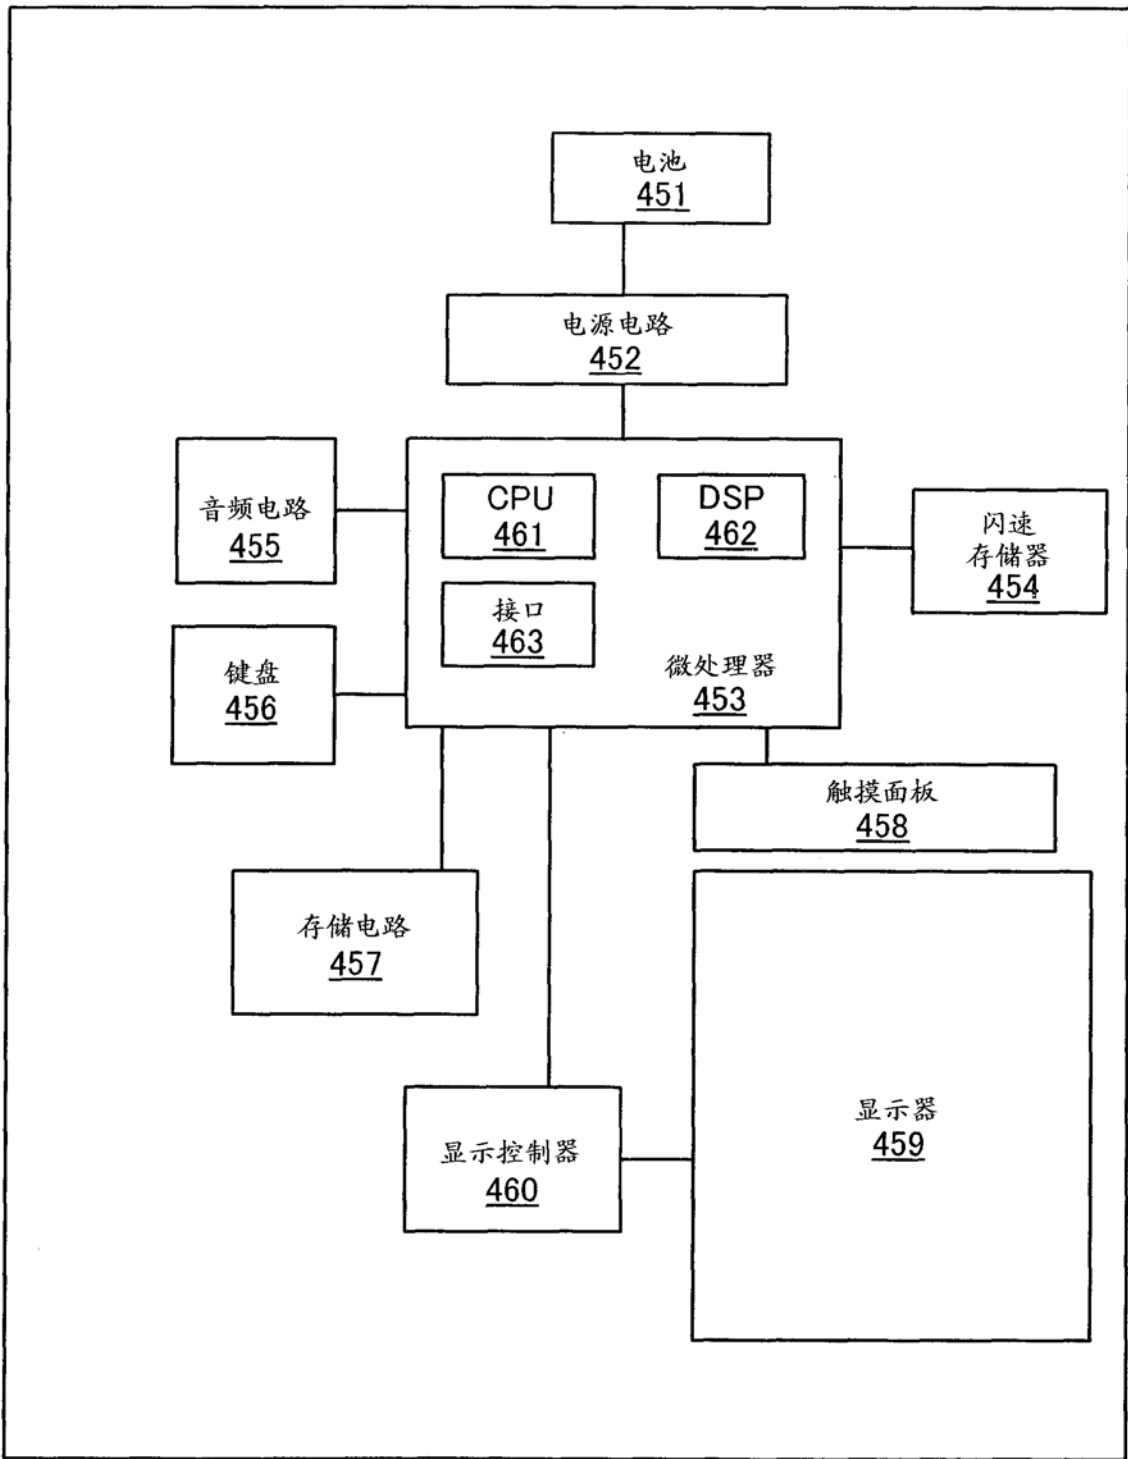 电池
451
电源电路
452
音频电路
455
CPU
461
DSP
462
闪速
存储器
454
接口
463
键盘
456
微处理器
453
触摸面板
458
存储电路
457
显示器
459
显示控制器
460